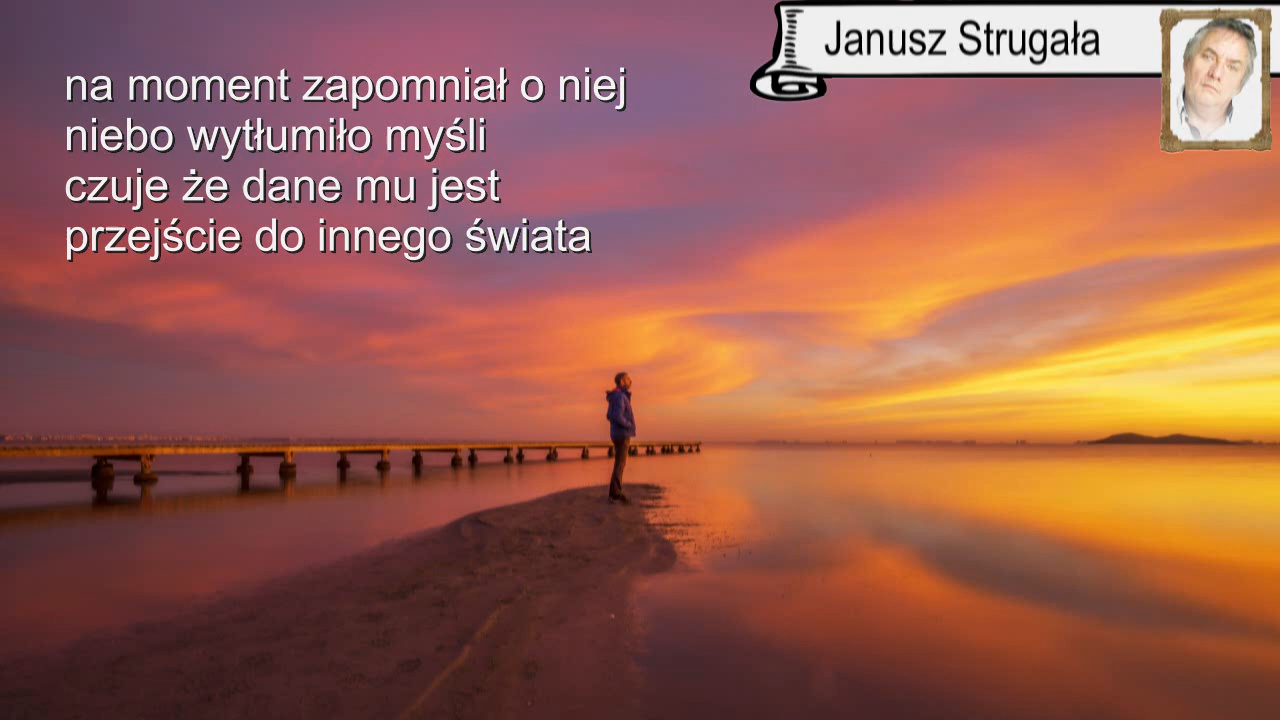 Janusz Strugała
na moment zapomniał o niej
niebo wytłumiło myśli
czuje że dane mu jest
przejście do innego świata